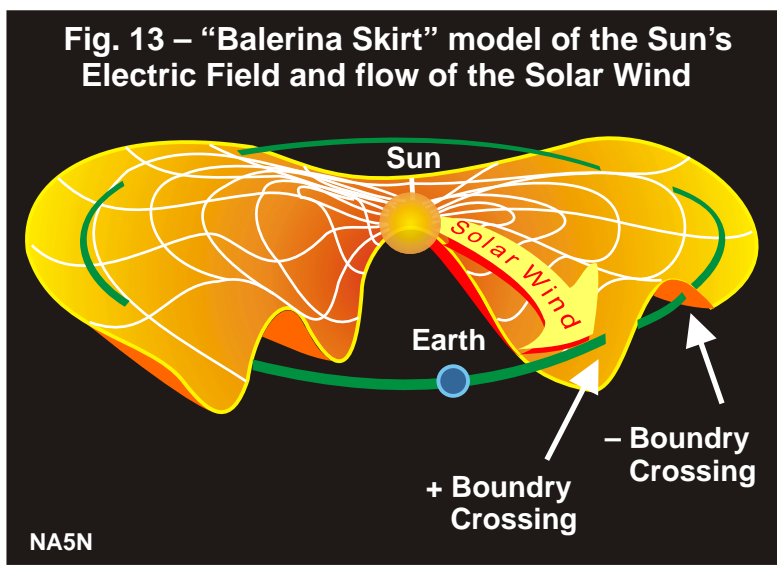 Fig. 13 – “Balerina Skirt” model of the Sun’s
Electric Field and flow of the Solar Wind
Sun
Solar Wind
Earth
– Boundry
Crossing
+ Boundry
Crossing
NA5N